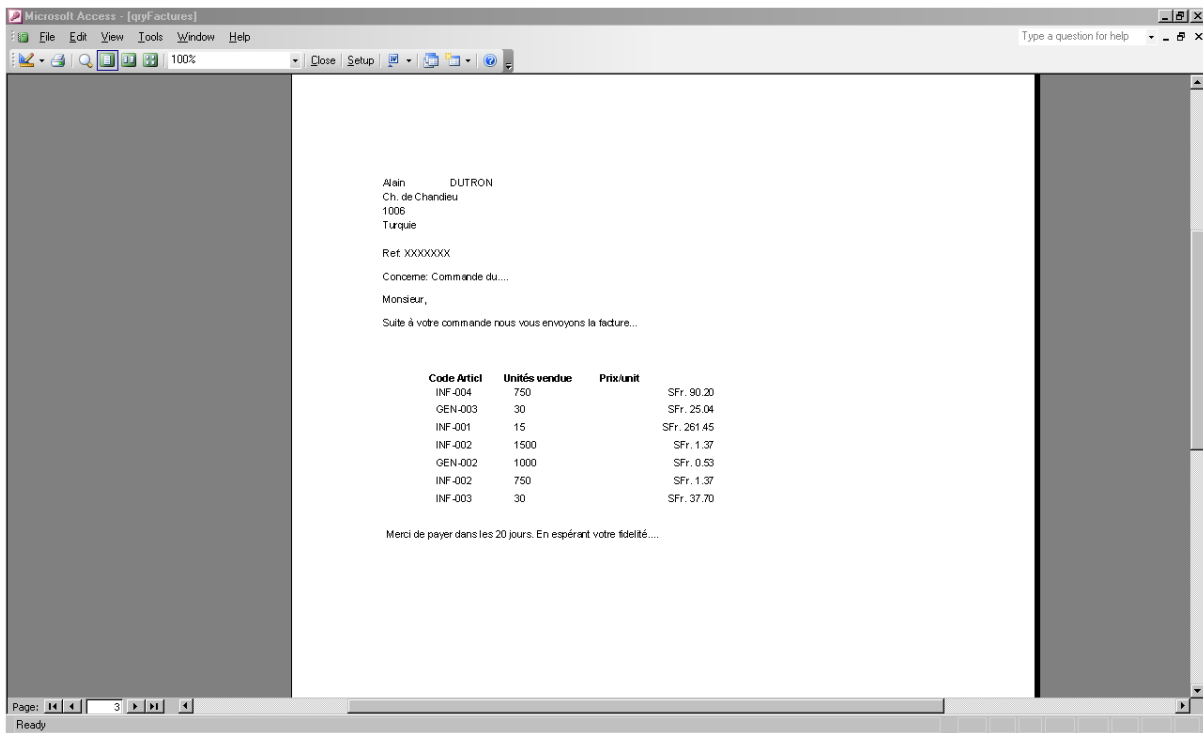 Microsoft Access - [qryFactures]
File Edit View Tools Window Help
Type a question for help
100%
Close Setup
Alain DUTRON
Ch. de Chandieu
1006
Turquie
Ref: XXXXXXX
Concerne: Commande du....
Monsieur,
Suite à votre commande nous vous envoyons la facture...
Code Articl Unités vendue Prix/unit
INF-004 750 SFr. 90.20
GEN-003 30 SFr. 25.04
INF-001 15 SFr. 261.45
INF-002 1500 SFr. 1.37
GEN-002 1000 SFr. 0.53
INF-002 750 SFr. 1.37
INF-003 30 SFr. 37.70
Merci de payer dans les 20 jours. En espérant votre fidelité....
Page: 3
Ready